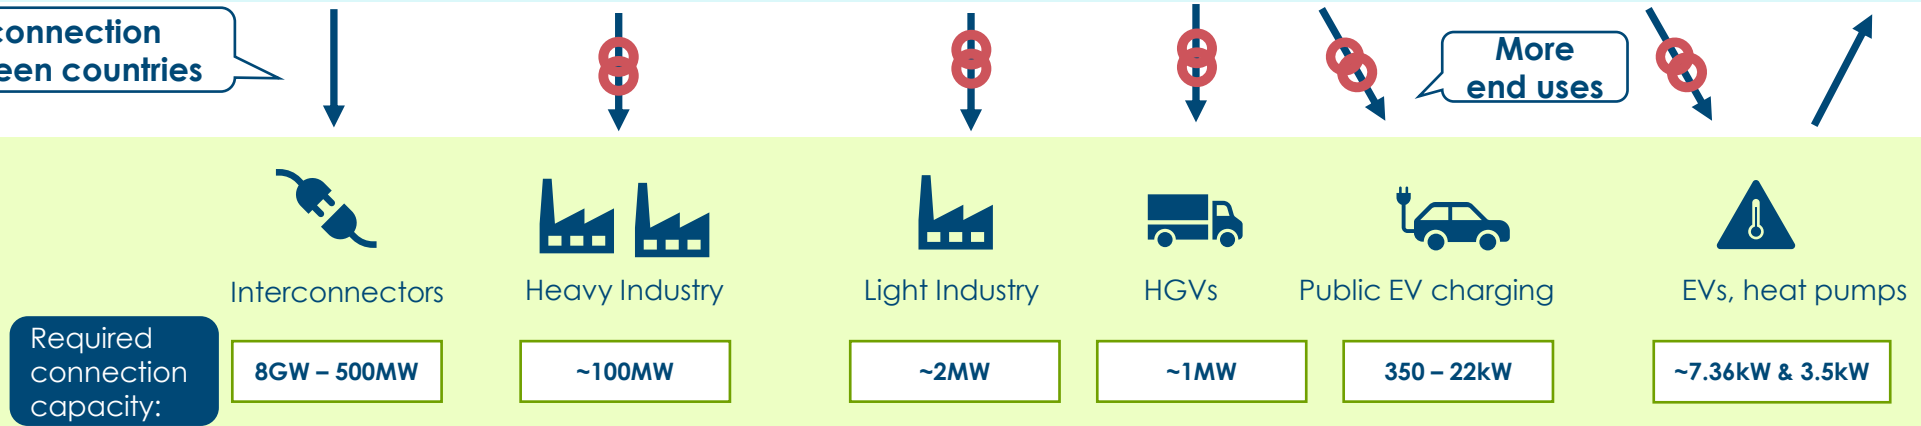 connection
een countries
More
end uses
Interconnectors
Heavy Industry
Light Industry
HGVs
Public EV charging
EVs, heat pumps
Required
connection
capacity:
8GW – 500MW
~100MW
~2MW
~1MW
350 – 22kW
~7.36kW & 3.5kW